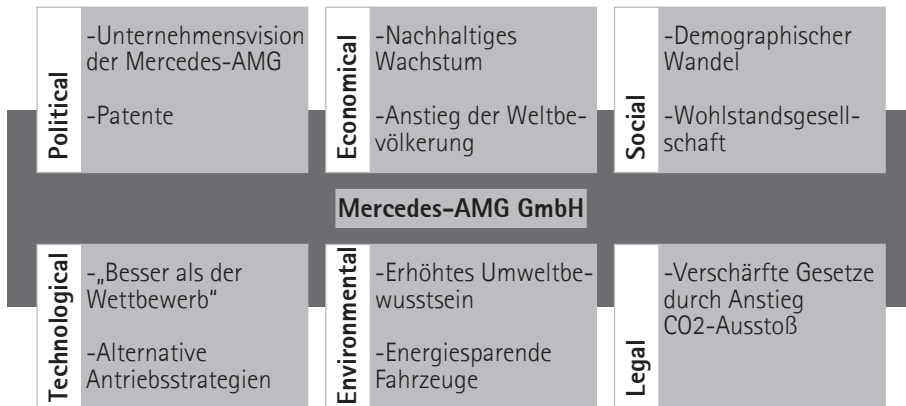 Political
-Unternehmensvision
der Mercedes-AMG
-Patente
Economical
-Nachhaltiges
Wachstum
-Anstieg der Weltbe-
völkerung
Social
-Demographischer
Wandel
-Wohlstandsgesell-
schaft
Mercedes-AMG GmbH
Technological
-„Besser als der
Wettbewerb“
-Alternative
Antriebsstrategien
Environmental
-Erhöhtes Umweltbe-
wusstsein
-Energiesparende
Fahrzeuge
Legal
-Verschärfte Gesetze
durch Anstieg
CO2-Ausstoß